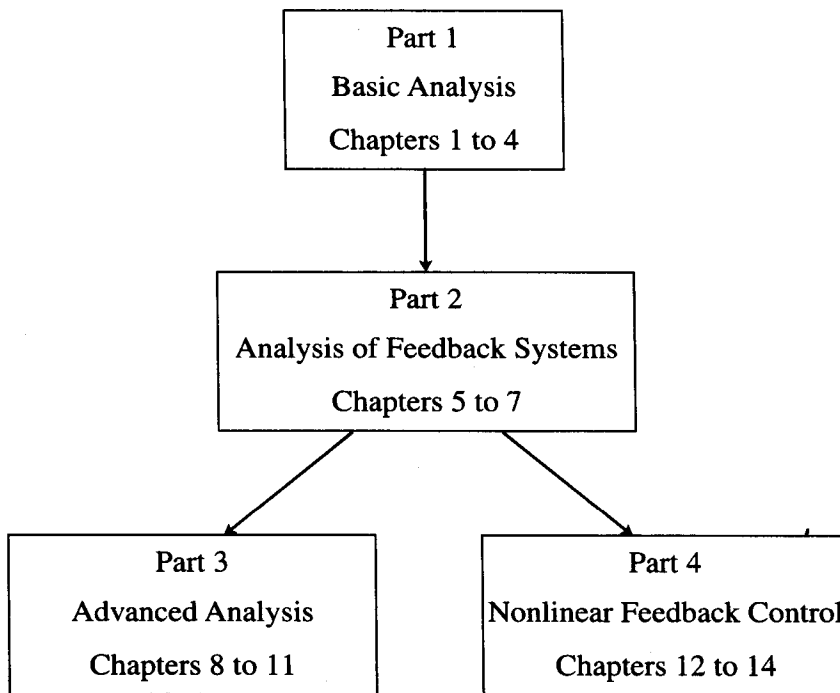 Part 1
Basic Analysis
Chapters 1 to 4
Part 2
Analysis of Feedback Systems
Chapters 5 to 7
Part 3
Advanced Analysis
Chapters 8 to 11
Part 4
Nonlinear Feedback Control
Chapters 12 to 14